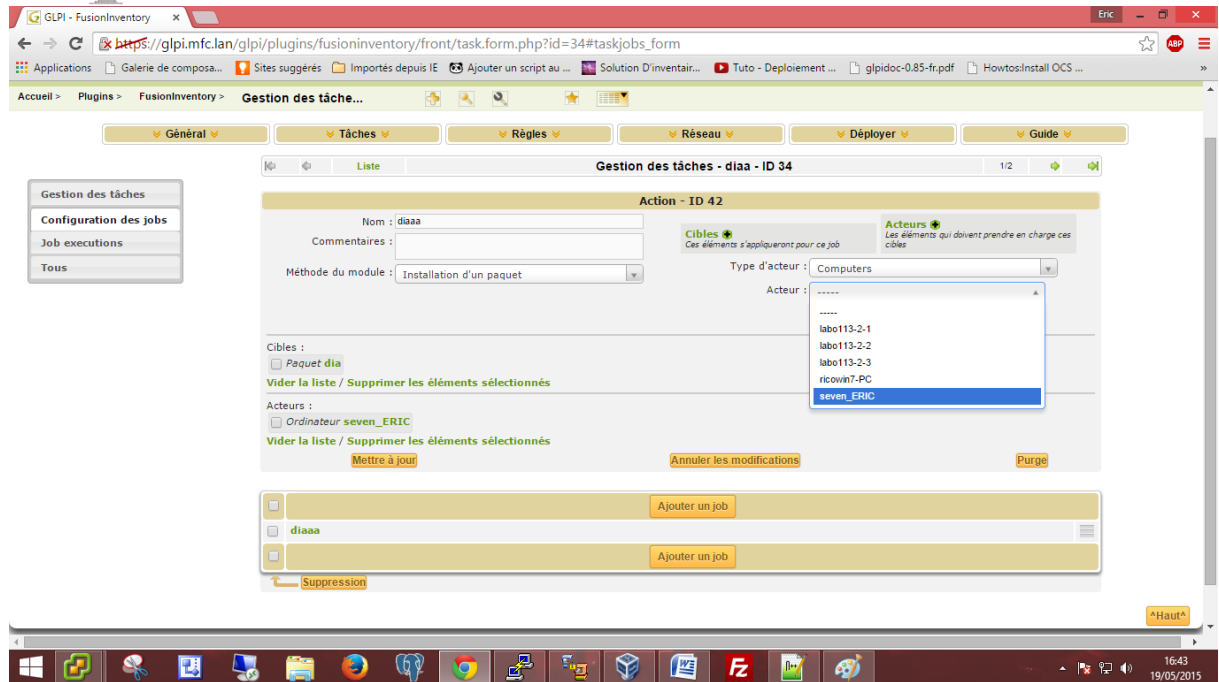 GLPI - FusionInventory
Eric
https://glpi.mfc.lan/glpi/plugins/fusioninventory/front/task.form.php?id=34#taskjobs_form
ABP
Applications Galerie de composa... Sites suggérés Importés depuis IE Ajouter un script au ... Solution D'inventair... Tuto - Deploiement ... glpidoc-0.85-fr.pdf Howtos:Install OCS ... »
Accueil > Plugins > FusionInventory > Gestion des tâche...
Général Tâches Règles Réseau Déployer Guide
Liste Gestion des tâches - diaa - ID 34 1/2
Gestion des tâches
Configuration des jobs
Job executions
Tous
Action - ID 42
Nom : diaaa
Commentaires :
Méthode du module : Installation d'un paquet
Cibles
Ces éléments s'appliqueront pour ce job
Acteurs
Les éléments qui doivent prendre en charge ces cibles
Type d'acteur : Computers
Acteur : -----
-----
labo113-2-1
labo113-2-2
labo113-2-3
ricowin7-PC
seven_ERIC
Cibles :
Paquet dia
Vider la liste / Supprimer les éléments sélectionnés
Acteurs :
Ordinateur seven_ERIC
Vider la liste / Supprimer les éléments sélectionnés
Mettre à jour Annuler les modifications Purge
Ajouter un job
diaaa
Ajouter un job
Suppression
^Haut^
16:43
19/05/2015